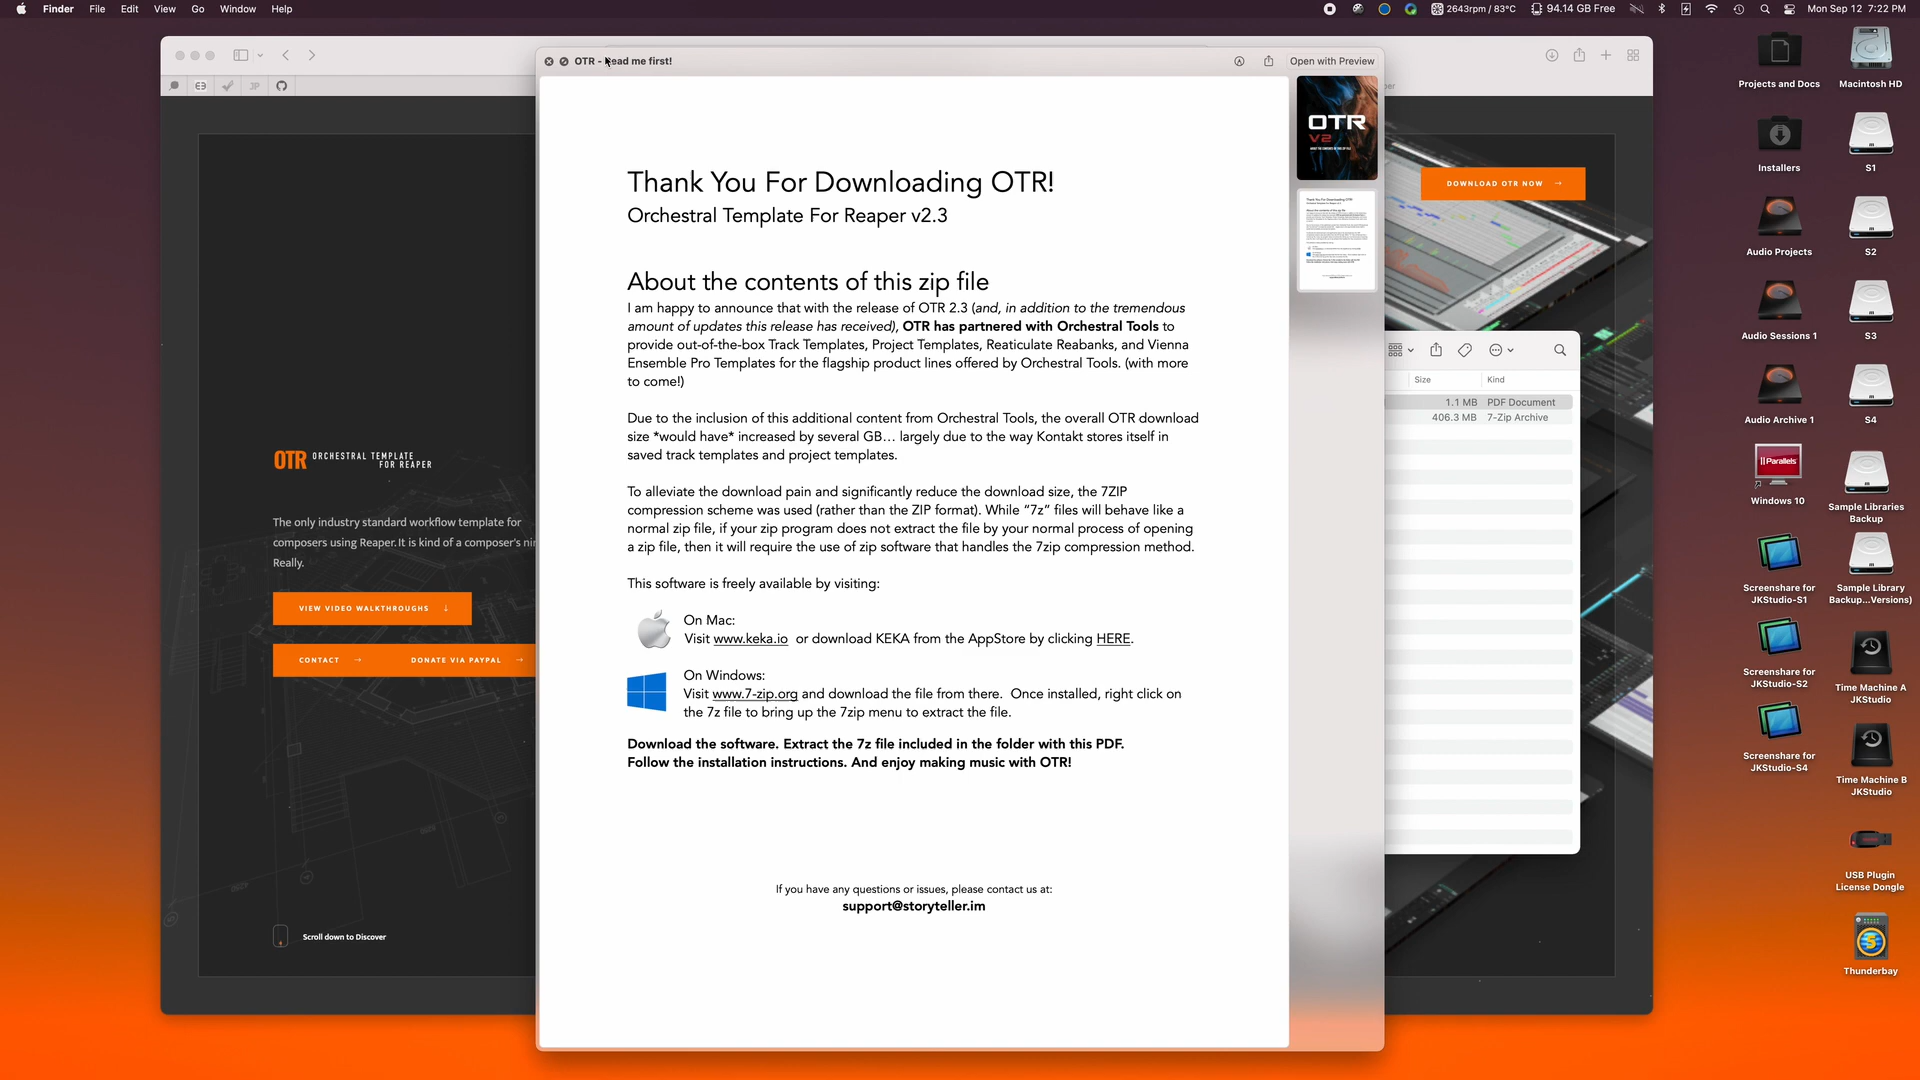 Finder File Edit View Go Window Help
2643rpm / 83°C 94.14 GB Free Mon Sep 12 7:22 PM
OTR - Read me first!
Open with Preview
JP
Thank You For Downloading OTR!
Orchestral Template For Reaper v2.3
About the contents of this zip file
I am happy to announce that with the release of OTR 2.3 (and, in addition to the tremendous
amount of updates this release has received), OTR has partnered with Orchestral Tools to
provide out-of-the-box Track Templates, Project Templates, Reaticulate Reabanks, and Vienna
Ensemble Pro Templates for the flagship product lines offered by Orchestral Tools. (with more
to come!)
Due to the inclusion of this additional content from Orchestral Tools, the overall OTR download
size *would have* increased by several GB... largely due to the way Kontakt stores itself in
saved track templates and project templates.
To alleviate the download pain and significantly reduce the download size, the 7ZIP
compression scheme was used (rather than the ZIP format). While “7z” files will behave like a
normal zip file, if your zip program does not extract the file by your normal process of opening
a zip file, then it will require the use of zip software that handles the 7zip compression method.
This software is freely available by visiting:
On Mac:
Visit www.keka.io or download KEKA from the AppStore by clicking HERE.
On Windows:
Visit www.7-zip.org and download the file from there. Once installed, right click on
the 7z file to bring up the 7zip menu to extract the file.
Download the software. Extract the 7z file included in the folder with this PDF.
Follow the installation instructions. And enjoy making music with OTR!
If you have any questions or issues, please contact us at:
support@storyteller.im
OTR
V2
OTR ORCHESTRAL TEMPLATE
FOR REAPER
The only industry standard workflow template for
composers using Reaper. It is kind of a composer's
Really.
VIEW VIDEO WALKTHROUGHS ↓
CONTACT → DONATE VIA PAYPAL →
Scroll down to Discover
DOWNLOAD OTR NOW →
Size Kind
1.1 MB PDF Document
406.3 MB 7-Zip Archive
Projects and Docs
Macintosh HD
Installers
S1
Audio Projects
S2
Audio Sessions 1
S3
Audio Archive 1
S4
Parallels
Windows 10
Sample Libraries
Backup
Screenshare for
JKStudio-S1
Sample Library
Backup...Versions)
Screenshare for
JKStudio-S2
Time Machine A
JKStudio
Screenshare for
JKStudio-S4
Time Machine B
JKStudio
USB Plugin
License Dongle
Thunderbay